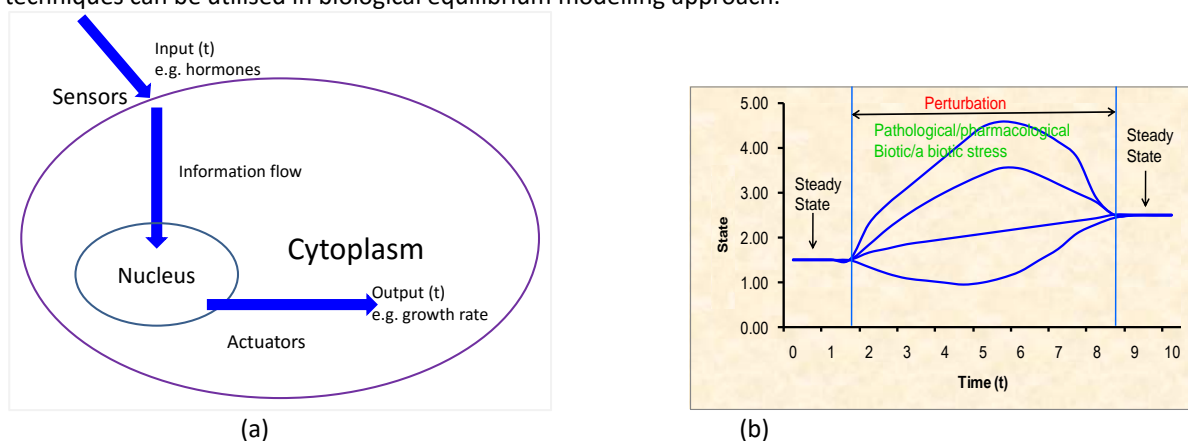 techniques can be utilised in biological equilibrium modelling approach.
Input (t)
e.g. hormones
Sensors
Information flow
Cytoplasm
Nucleus
Output (t)
e.g. growth rate
Actuators
(a)
Perturbation
Pathological/pharmacological
Biotic/a biotic stress
Steady
State
Steady
State
State
5.00
4.00
3.00
2.00
1.00
0.00
0 1 2 3 4 5 6 7 8 9 10
Time (t)
(b)